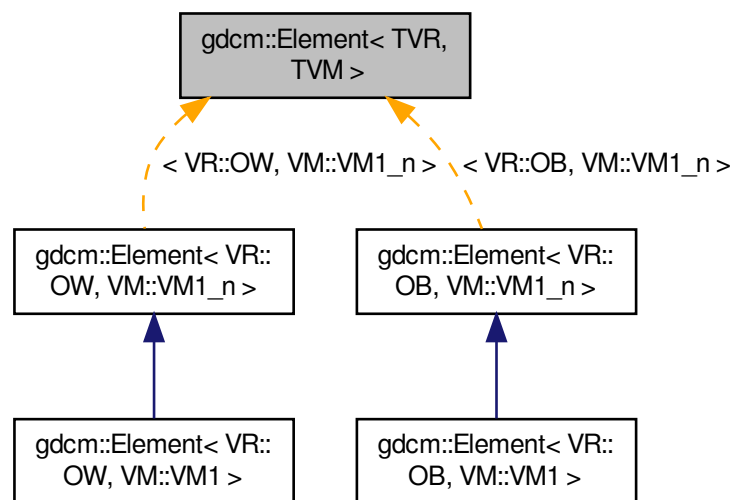 gdcm::Element< TVR,
TVM >
< VR::OW, VM::VM1_n >
< VR::OB, VM::VM1_n >
gdcm::Element< VR::
OW, VM::VM1_n >
gdcm::Element< VR::
OB, VM::VM1_n >
gdcm::Element< VR::
OW, VM::VM1 >
gdcm::Element< VR::
OB, VM::VM1 >